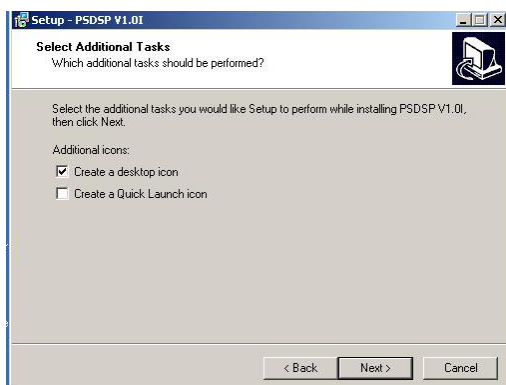 Setup - PSDSP V1.0I
Select Additional Tasks
Which additional tasks should be performed?
Select the additional tasks you would like Setup to perform while installing PSDSP V1.0I,
then click Next.
Additional icons:
Create a desktop icon
Create a Quick Launch icon
< Back
Next >
Cancel